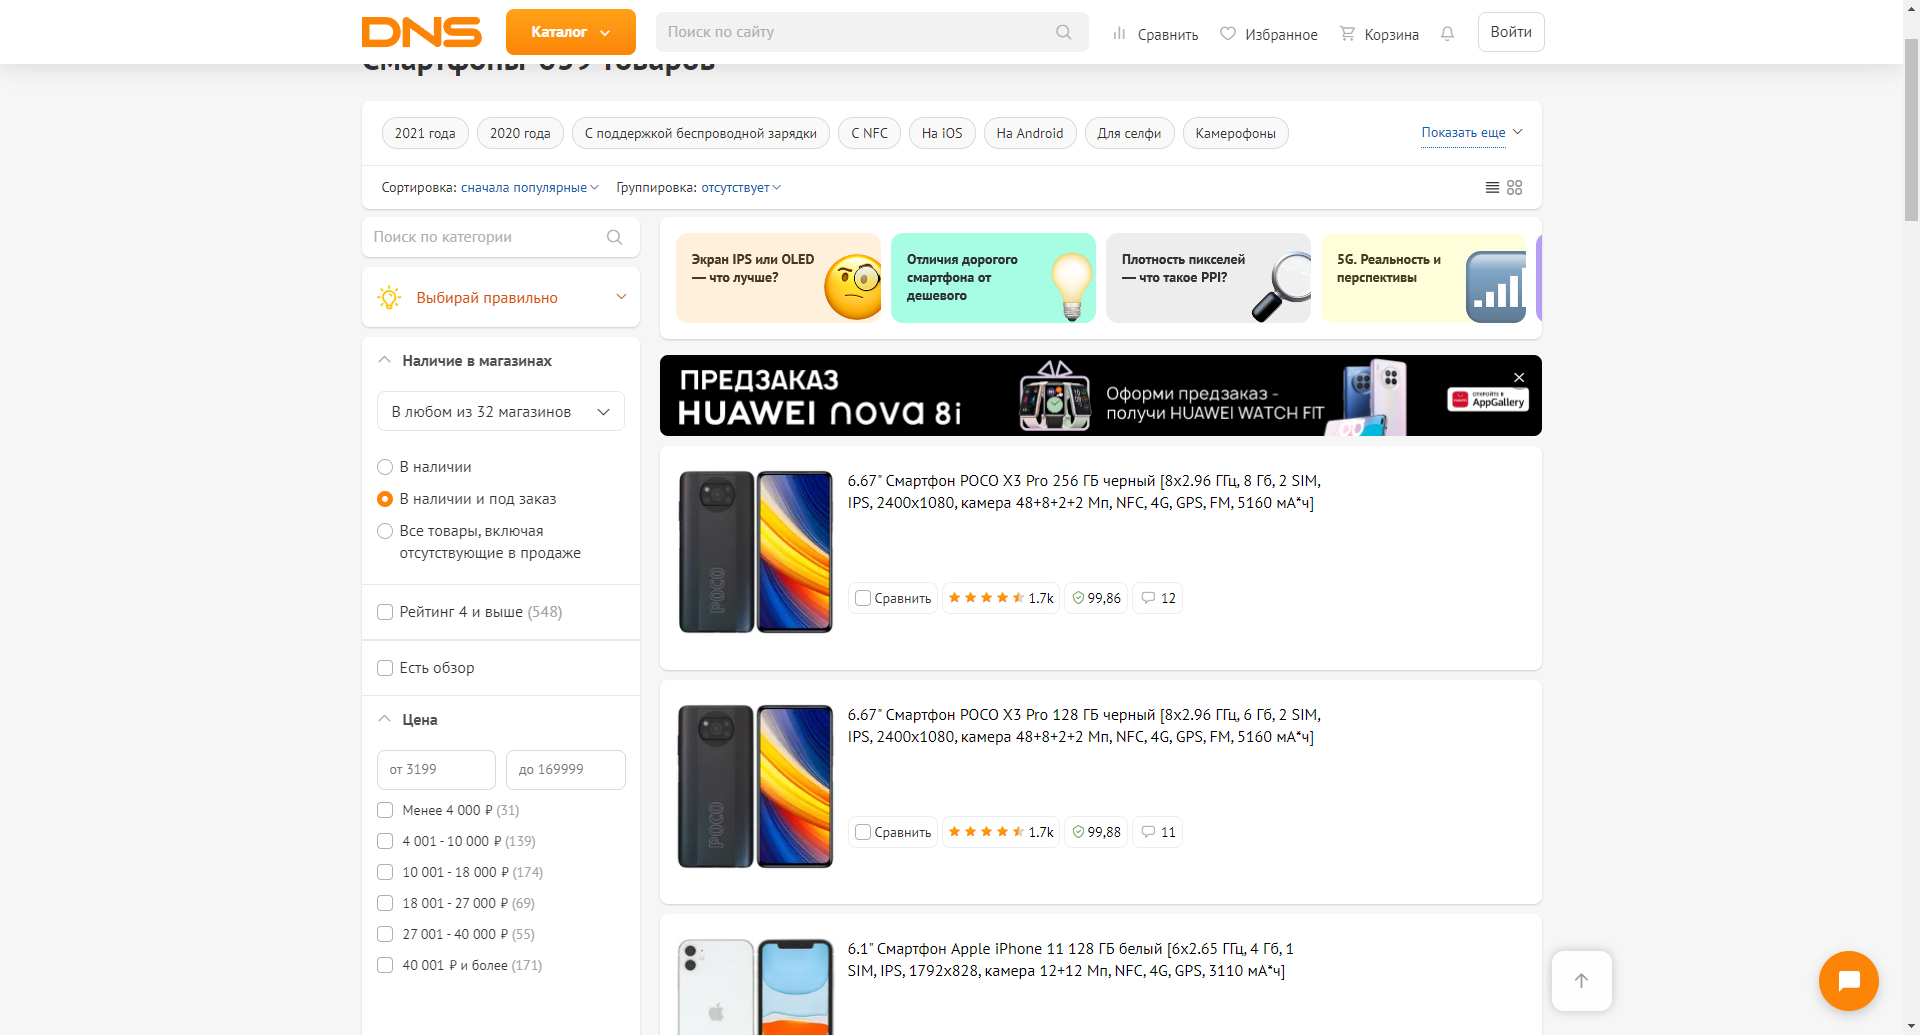 DNS
Каталог
Поиск по сайту
Сравнить
Избранное
Корзина
Войти
Смартфоны 639 товаров
2021 года
2020 года
С поддержкой беспроводной зарядки
С NFC
На iOS
На Android
Для селфи
Камерофоны
Показать еще
Сортировка: сначала популярные
Группировка: отсутствует
Поиск по категории
Выбирай правильно
Наличие в магазинах
В любом из 32 магазинов
В наличии
В наличии и под заказ
Все товары, включая
отсутствующие в продаже
Рейтинг 4 и выше (548)
Есть обзор
Цена
от 3199
до 169999
Менее 4 000 ₽ (31)
4 001 - 10 000 ₽ (139)
10 001 - 18 000 ₽ (174)
18 001 - 27 000 ₽ (69)
27 001 - 40 000 ₽ (55)
40 001 ₽ и более (171)
Экран IPS или OLED
— что лучше?
Отличия дорогого
смартфона от
дешевого
Плотность пикселей
— что такое PPI?
5G. Реальность и
перспективы
ПРЕДЗАКАЗ
HUAWEI nova 8i
Оформи предзаказ -
получи HUAWEI WATCH FIT
ОТКРОЙТЕ В
AppGallery
6.67" Смартфон POCO X3 Pro 256 ГБ черный [8x2.96 ГГц, 8 Гб, 2 SIM,
IPS, 2400x1080, камера 48+8+2+2 Мп, NFC, 4G, GPS, FM, 5160 мА*ч]
POCO
Сравнить
1.7k
99,86
12
6.67" Смартфон POCO X3 Pro 128 ГБ черный [8x2.96 ГГц, 6 Гб, 2 SIM,
IPS, 2400x1080, камера 48+8+2+2 Мп, NFC, 4G, GPS, FM, 5160 мА*ч]
POCO
Сравнить
1.7k
99,88
11
6.1" Смартфон Apple iPhone 11 128 ГБ белый [6x2.65 ГГц, 4 Гб, 1
SIM, IPS, 1792x828, камера 12+12 Мп, NFC, 4G, GPS, 3110 мА*ч]